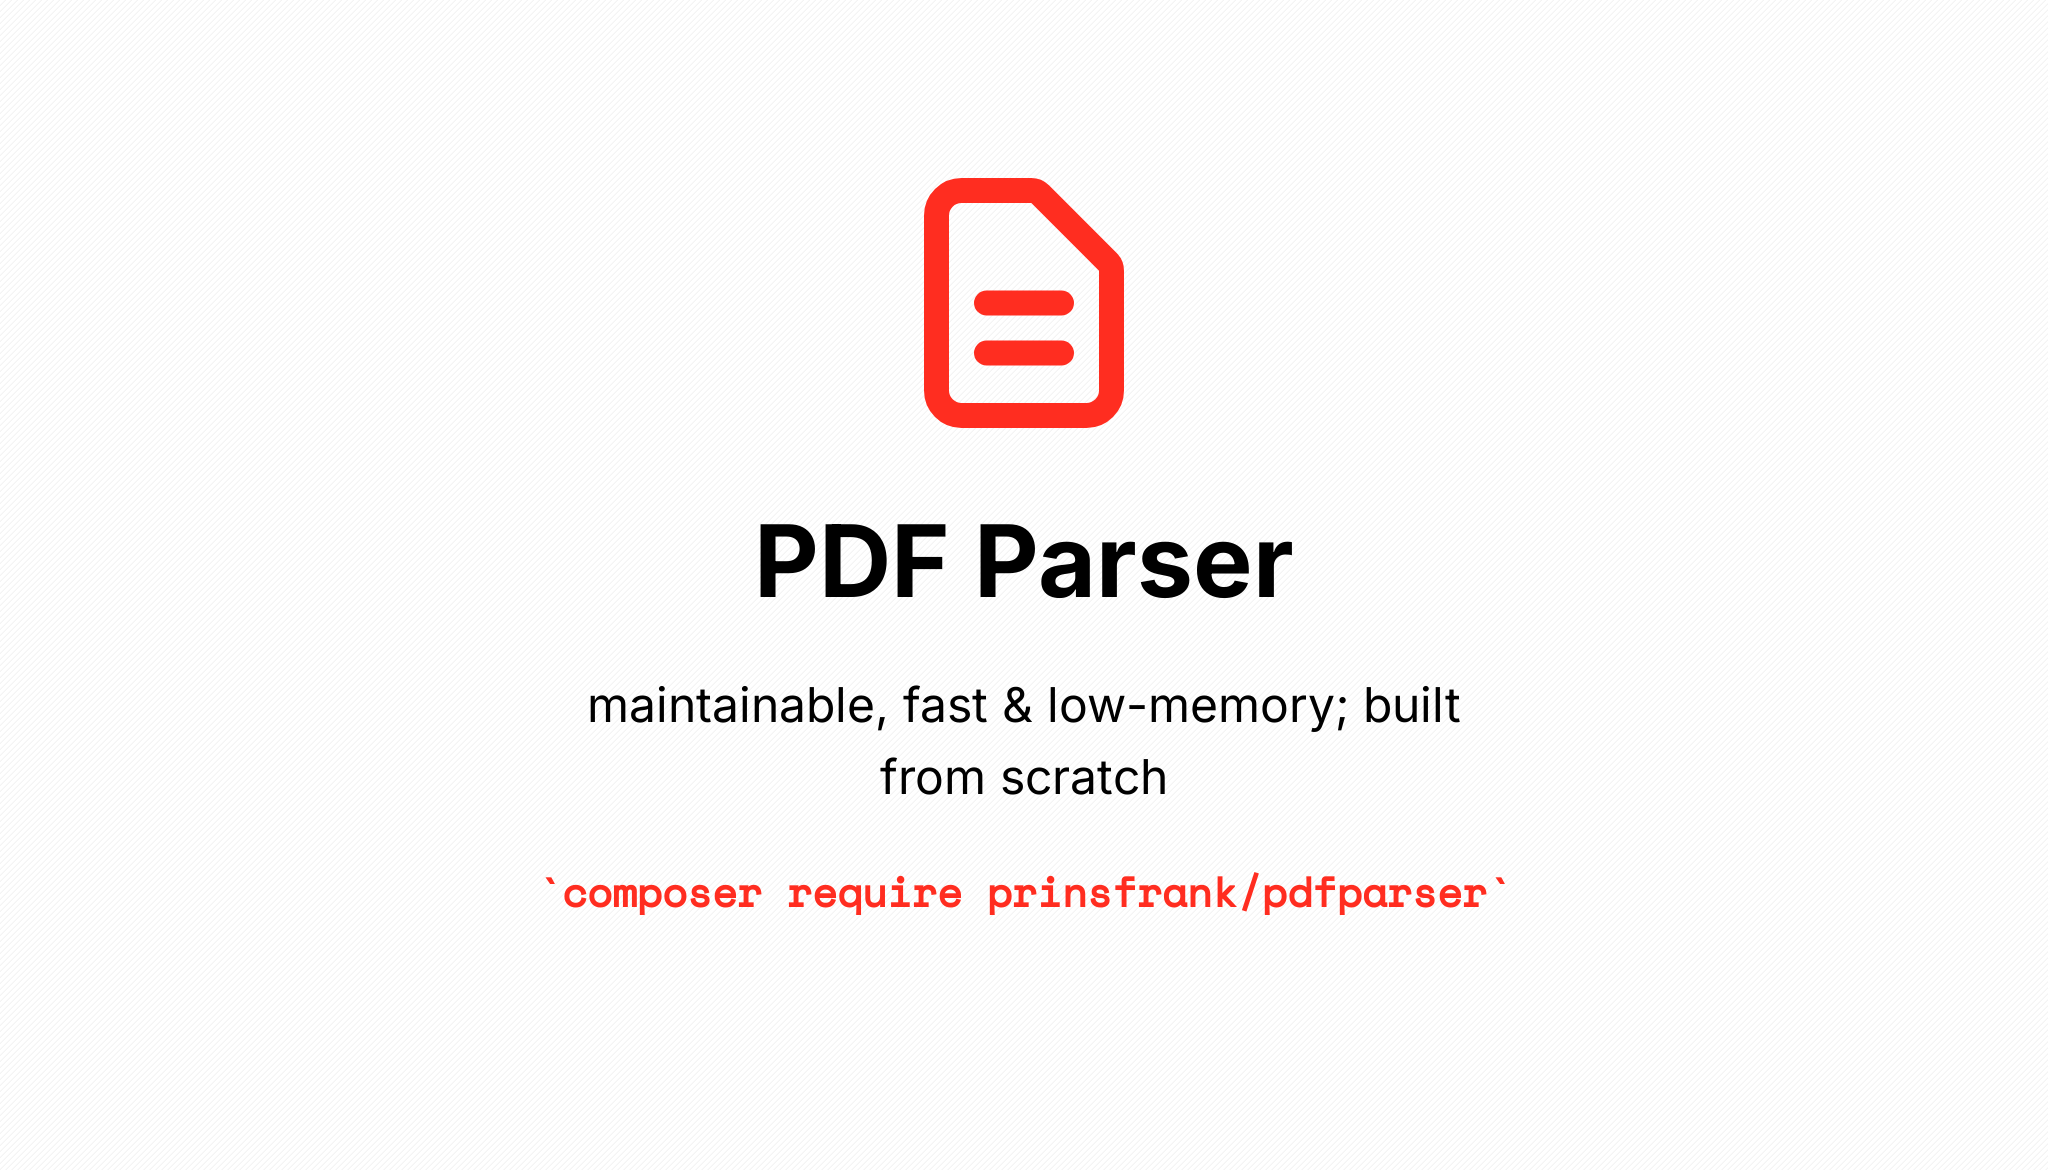 PDF Parser
maintainable, fast & low-memory; built
from scratch
`composer require prinsfrank/pdfparser`